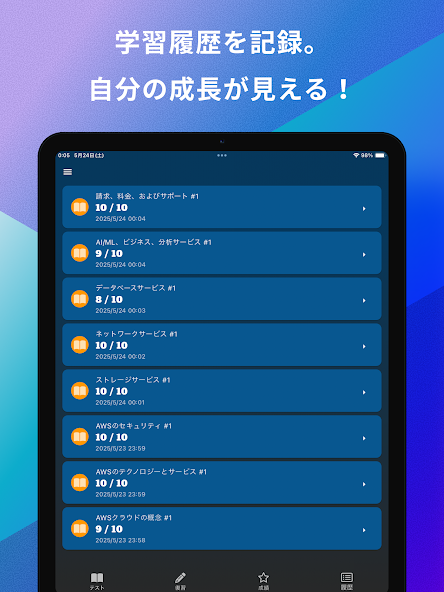 学習履歴を記録。
自分の成長が見える！
0:05 5月24日(土)
98%
請求、料金、およびサポート #1
10 / 10
2025/5/24 00:04
AI/ML、ビジネス、分析サービス #1
9 / 10
2025/5/24 00:04
データベースサービス #1
8 / 10
2025/5/24 00:03
ネットワークサービス #1
10 / 10
2025/5/24 00:02
ストレージサービス #1
10 / 10
2025/5/24 00:01
AWSのセキュリティ #1
10 / 10
2025/5/23 23:59
AWSのテクノロジーとサービス #1
10 / 10
2025/5/23 23:59
AWSクラウドの概念 #1
9 / 10
2025/5/23 23:58
テスト 復習 成績 履歴